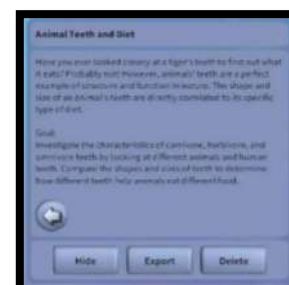 Animal Teeth and Diet
Have you ever looked closely at a tiger's teeth to find out what
it eats? Probably not! However, animals' teeth are a perfect
example of structure and function in nature. The shape and
size of an animal's teeth are directly correlated to its specific
type of diet.
Goal:
Investigate the characteristics of carnivore, herbivore, and
omnivore teeth by looking at different animals and human
teeth. Compare the shapes and sizes of teeth to determine
how different teeth help animals eat different food.
Hide
Export
Delete